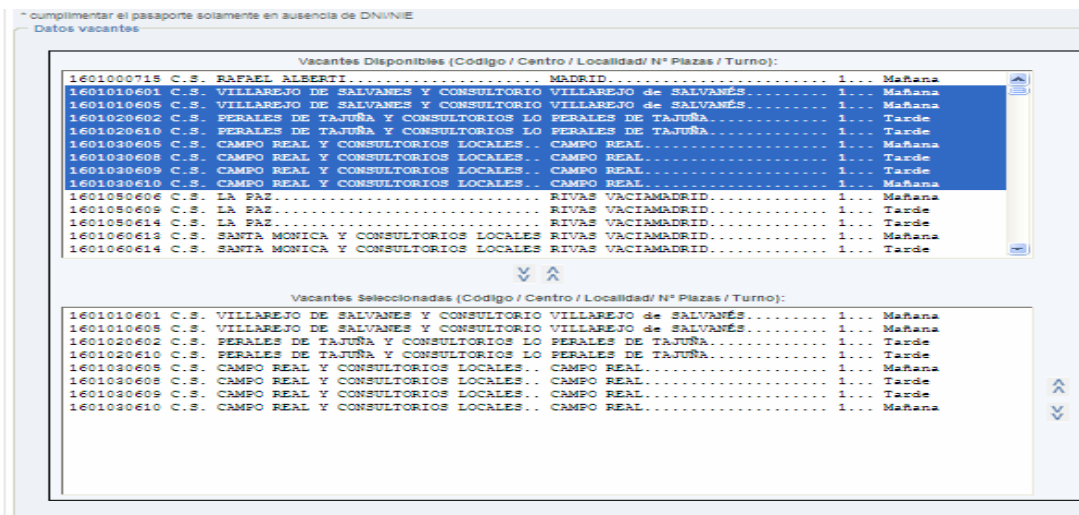 * cumplimentar el pasaporte solamente en ausencia de DNI/NIE
Datos vacantes
Vacantes Disponibles (Código / Centro / Localidad/ Nº Plazas / Turno):
1601000715 C.S. RAFAEL ALBERTI..................... MADRID........................ 1... Mañana
1601010601 C.S. VILLAREJO DE SALVANES Y CONSULTORIO VILLAREJO de SALVANÉS......... 1... Mañana
1601010605 C.S. VILLAREJO DE SALVANES Y CONSULTORIO VILLAREJO de SALVANÉS......... 1... Mañana
1601020602 C.S. PERALES DE TAJUÑA Y CONSULTORIOS LO PERALES DE TAJUÑA............. 1... Tarde
1601020610 C.S. PERALES DE TAJUÑA Y CONSULTORIOS LO PERALES DE TAJUÑA............. 1... Tarde
1601030605 C.S. CAMPO REAL Y CONSULTORIOS LOCALES.. CAMPO REAL.................... 1... Mañana
1601030608 C.S. CAMPO REAL Y CONSULTORIOS LOCALES.. CAMPO REAL.................... 1... Tarde
1601030609 C.S. CAMPO REAL Y CONSULTORIOS LOCALES.. CAMPO REAL.................... 1... Tarde
1601030610 C.S. CAMPO REAL Y CONSULTORIOS LOCALES.. CAMPO REAL.................... 1... Mañana
1601050606 C.S. LA PAZ............................. RIVAS VACIAMADRID............. 1... Mañana
1601050609 C.S. LA PAZ............................. RIVAS VACIAMADRID............. 1... Tarde
1601050614 C.S. LA PAZ............................. RIVAS VACIAMADRID............. 1... Tarde
1601060613 C.S. SANTA MONICA Y CONSULTORIOS LOCALES RIVAS VACIAMADRID............. 1... Mañana
1601060614 C.S. SANTA MONICA Y CONSULTORIOS LOCALES RIVAS VACIAMADRID............. 1... Tarde
Vacantes Seleccionadas (Código / Centro / Localidad/ Nº Plazas / Turno):
1601010601 C.S. VILLAREJO DE SALVANES Y CONSULTORIO VILLAREJO de SALVANÉS......... 1... Mañana
1601010605 C.S. VILLAREJO DE SALVANES Y CONSULTORIO VILLAREJO de SALVANÉS......... 1... Mañana
1601020602 C.S. PERALES DE TAJUÑA Y CONSULTORIOS LO PERALES DE TAJUÑA............. 1... Tarde
1601020610 C.S. PERALES DE TAJUÑA Y CONSULTORIOS LO PERALES DE TAJUÑA............. 1... Tarde
1601030605 C.S. CAMPO REAL Y CONSULTORIOS LOCALES.. CAMPO REAL.................... 1... Mañana
1601030608 C.S. CAMPO REAL Y CONSULTORIOS LOCALES.. CAMPO REAL.................... 1... Tarde
1601030609 C.S. CAMPO REAL Y CONSULTORIOS LOCALES.. CAMPO REAL.................... 1... Tarde
1601030610 C.S. CAMPO REAL Y CONSULTORIOS LOCALES.. CAMPO REAL.................... 1... Mañana